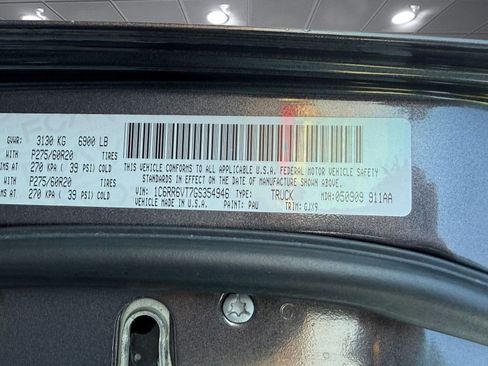 GVWR: 3130 KG 6900 LB
WITH P275/60R20 TIRES
IMS AT 270 KPA ( 39 PSI) COLD
WITH P275/60R20 TIRES
IMS AT 270 KPA ( 39 PSI) COLD
THIS VEHICLE CONFORMS TO ALL APPLICABLE U.S.A. FEDERAL MOTOR VEHICLE SAFETY
STANDARDS IN EFFECT ON THE DATE OF MANUFACTURE SHOWN ABOVE.
VIN: 1C6RR6VT7GS354946 TYPE: TRUCK MDH: 050909 911AA
MADE IN U.S.A. PAINT: PAU TRIM: GJX9